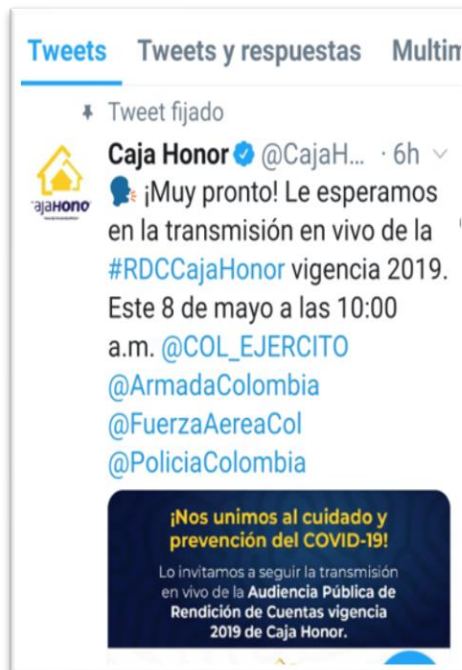 Tweets Tweets y respuestas Multim
Tweet fijado
Caja Honor @CajaH... · 6h
¡Muy pronto! Le esperamos
en la transmisión en vivo de la
#RDCCajaHonor vigencia 2019.
Este 8 de mayo a las 10:00
a.m. @COL_EJERCITO
@ArmadaColombia
@FuerzaAereaCol
@PoliciaColombia
ajaHONO
¡Nos unimos al cuidado y
prevención del COVID-19!
Lo invitamos a seguir la transmisión
en vivo de la Audiencia Pública de
Rendición de Cuentas vigencia
2019 de Caja Honor.